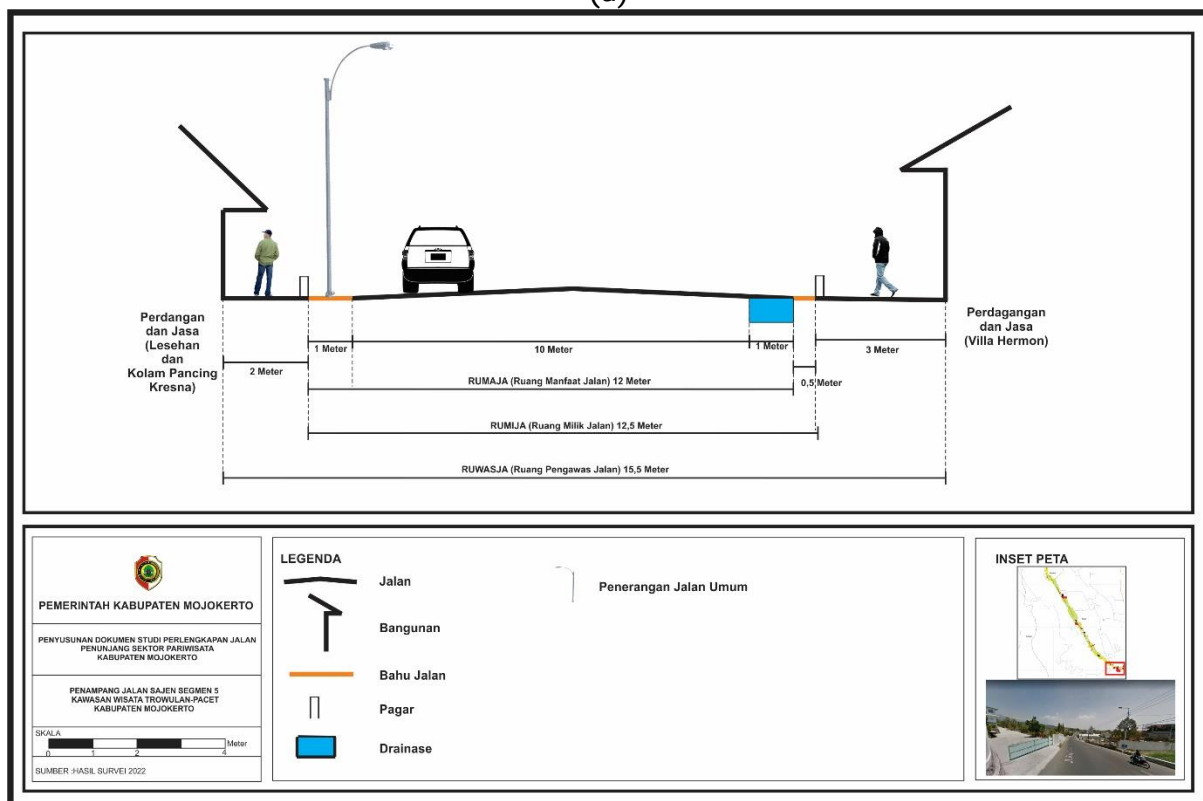 (d)
Perdangan
dan Jasa
(Lesehan
dan
Kolam Pancing
Kresna)
Perdagangan
dan Jasa
(Villa Hermon)
1 Meter
10 Meter
1 Meter
3 Meter
2 Meter
0,5 Meter
RUMAJA (Ruang Manfaat Jalan) 12 Meter
RUMIJA (Ruang Milik Jalan) 12,5 Meter
RUWASJA (Ruang Pengawas Jalan) 15,5 Meter
PEMERINTAH KABUPATEN MOJOKERTO
PENYUSUNAN DOKUMEN STUDI PERLENGKAPAN JALAN
PENUNJANG SEKTOR PARIWISATA
KABUPATEN MOJOKERTO
PENAMPANG JALAN SAJEN SEGMEN 5
KAWASAN WISATA TROWULAN-PACET
KABUPATEN MOJOKERTO
SKALA
Meter
0 1 2 4
SUMBER :HASIL SURVEI 2022
LEGENDA
Jalan
Bangunan
Bahu Jalan
Pagar
Drainase
Penerangan Jalan Umum
INSET PETA